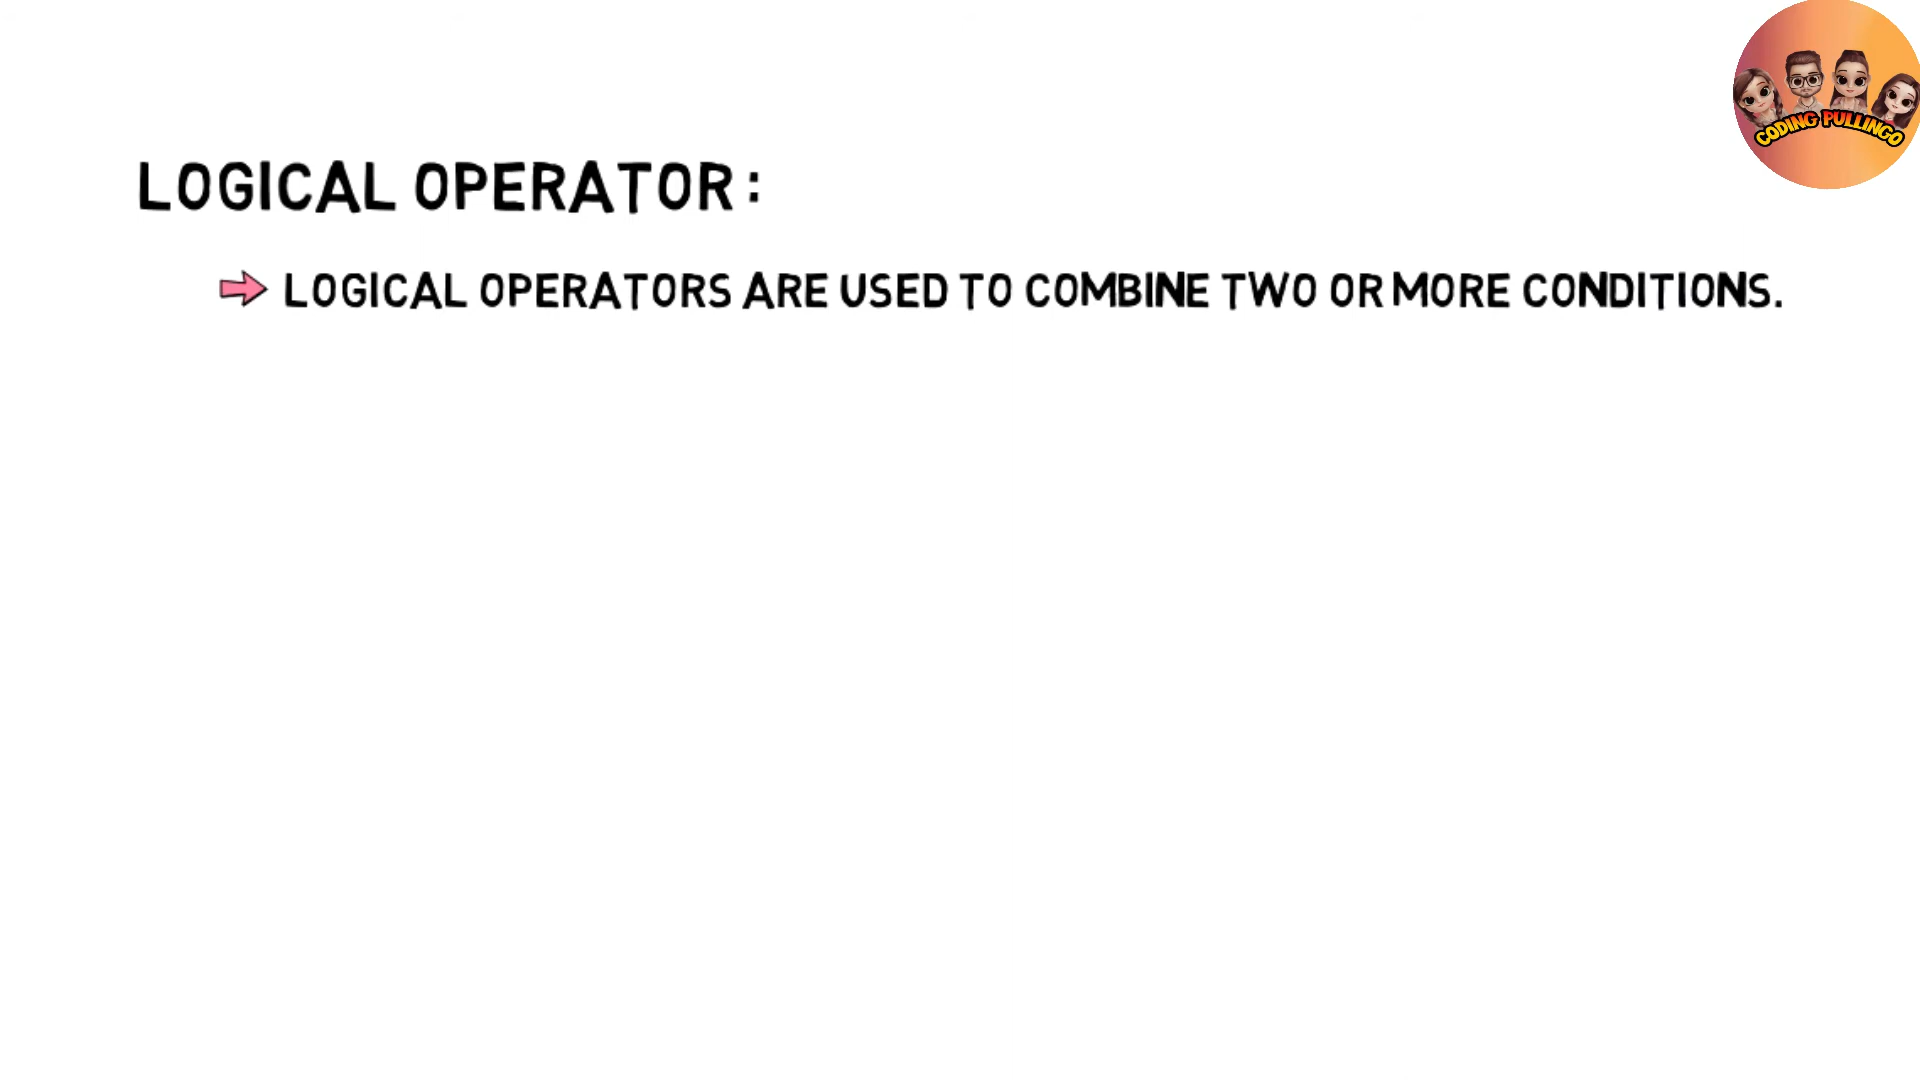 CODING PULLINGO
LOGICAL OPERATOR :
LOGICAL OPERATORS ARE USED TO COMBINE TWO OR MORE CONDITIONS.